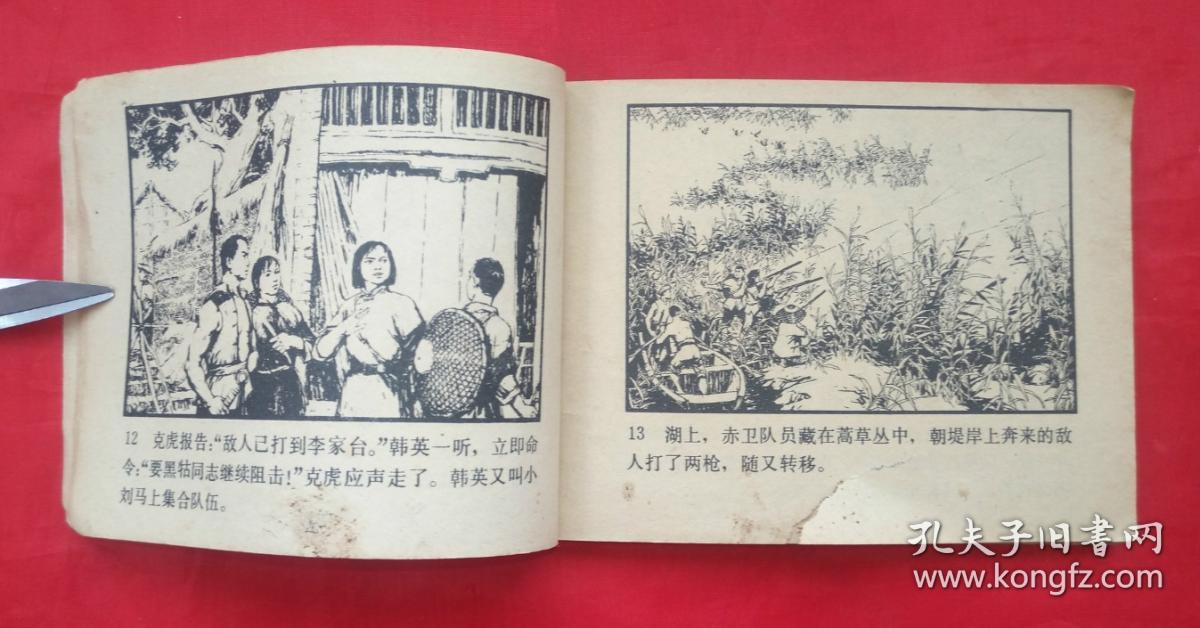 12 克虎报告:“敌人已打到李家台。”韩英一听，立即命
令:“要黑牯同志继续阻击!”克虎应声走了。韩英又叫小
刘马上集合队伍。
13 湖上，赤卫队员藏在蒿草丛中，朝堤岸上奔来的敌
人打了两枪，随又转移。
孔夫子旧书网
www.kongfz.com